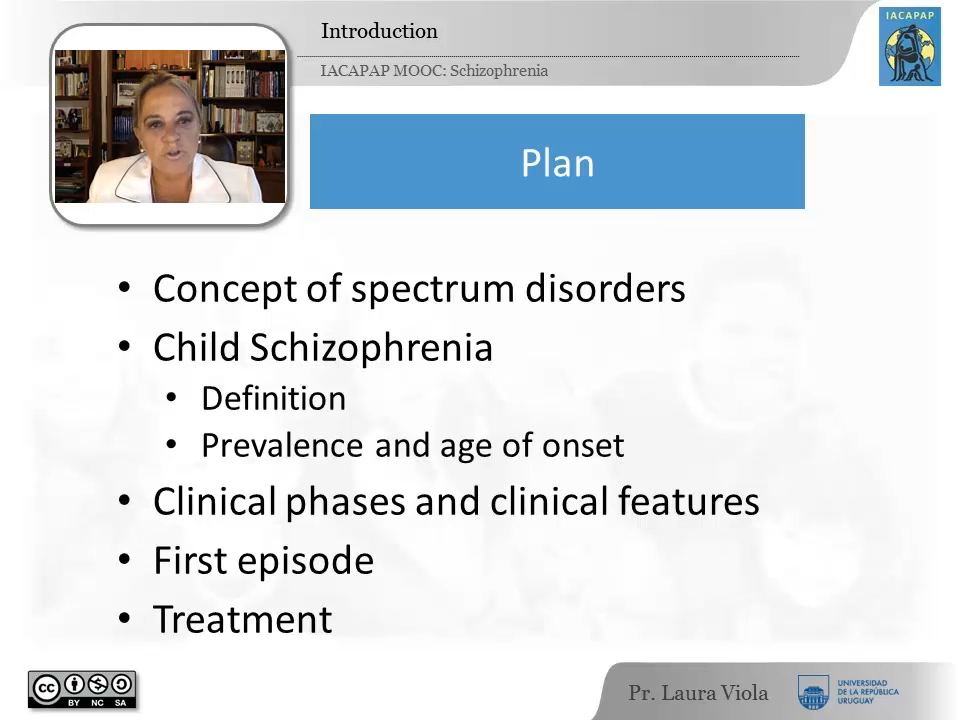 Introduction
IACAPAP MOOC: Schizophrenia
IACAPAP
Plan
• Concept of spectrum disorders
• Child Schizophrenia
• Definition
• Prevalence and age of onset
• Clinical phases and clinical features
• First episode
• Treatment
cc
BY NC SA
Pr. Laura Viola
UNIVERSIDAD
DE LA REPÚBLICA
URUGUAY